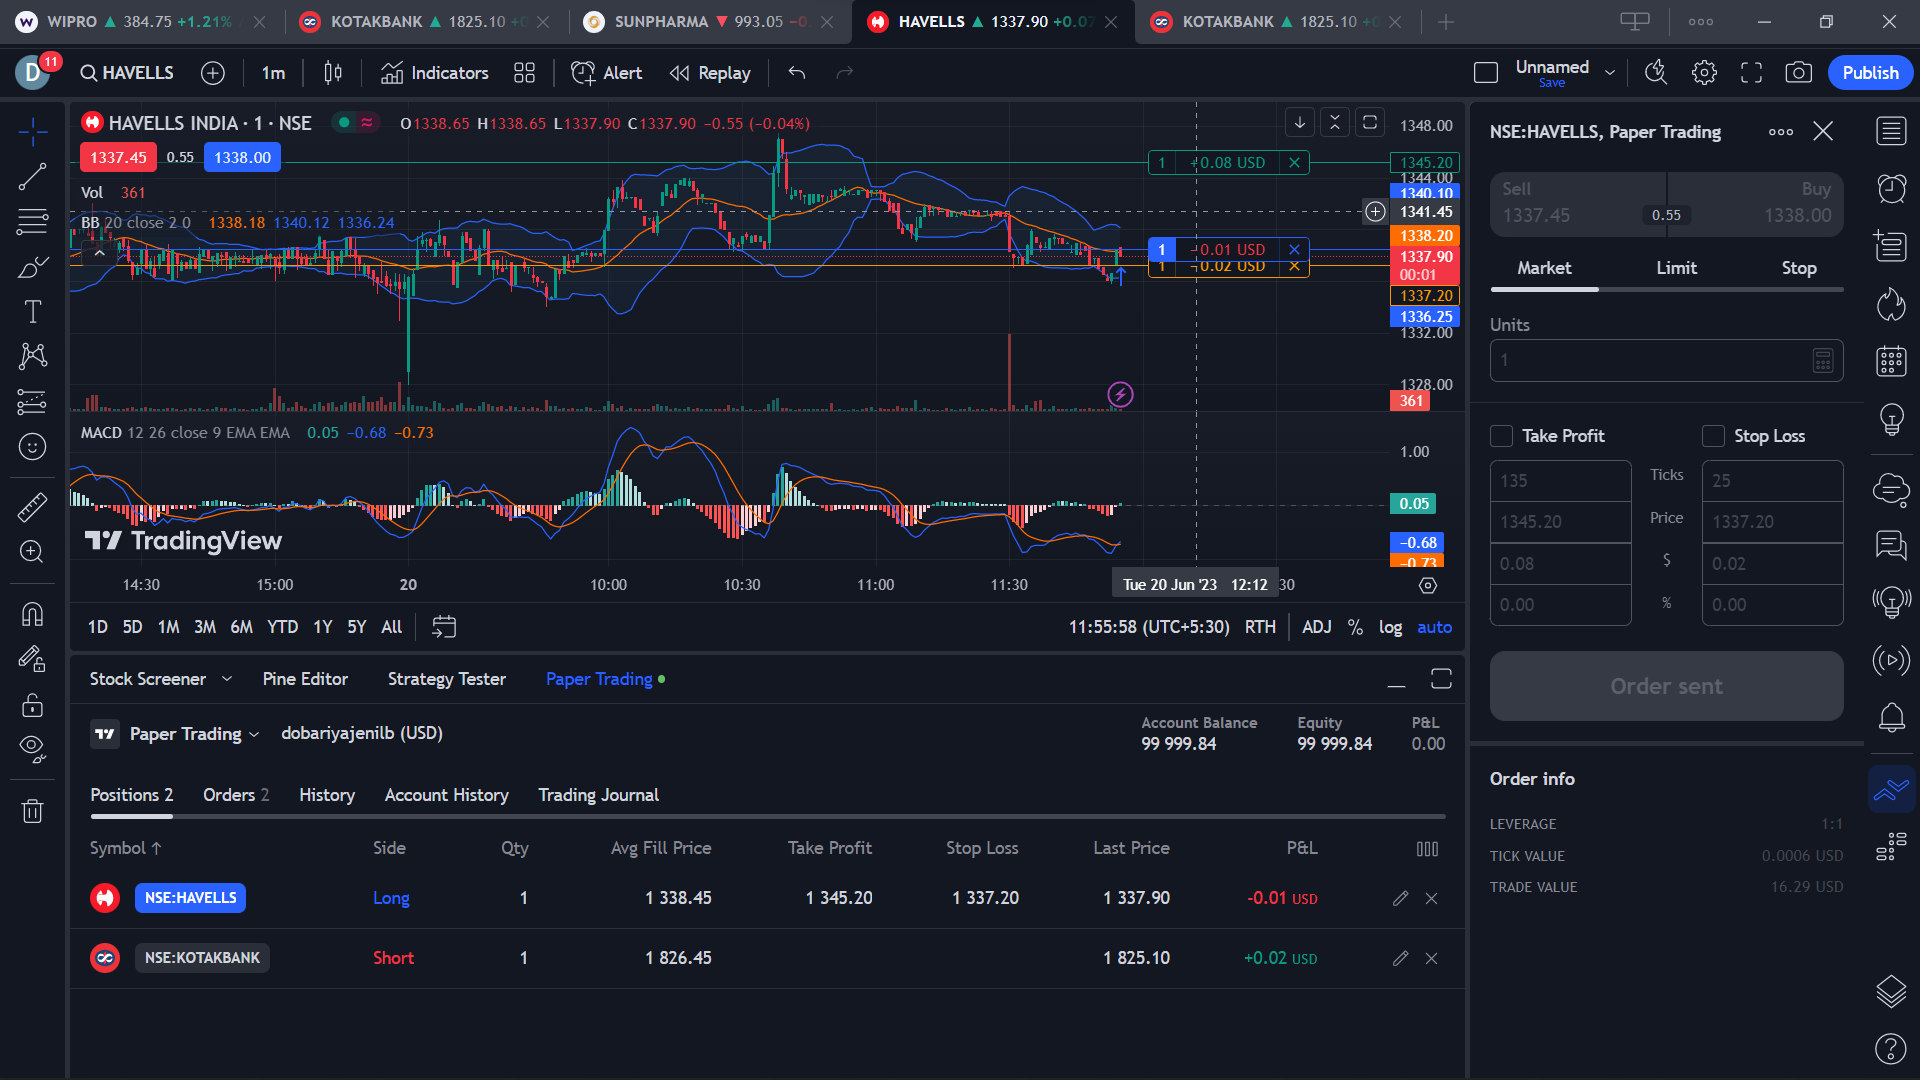 WIPRO ▲ 384.75 +1.21%
KOTAKBANK ▲ 1825.10 +0
SUNPHARMA ▼ 993.05 −0
HAVELLS ▲ 1337.90 +0.07
KOTAKBANK ▲ 1825.10 +0
D 11
HAVELLS
1m
Indicators
Alert
Replay
Unnamed
Save
Publish
HAVELLS INDIA · 1 · NSE
O1338.65 H1338.65 L1337.90 C1337.90 −0.55 (−0.04%)
1337.45 0.55 1338.00
Vol 361
BB 20 close 2.0 1338.18 1340.12 1336.24
1 +0.08 USD
1 −0.01 USD
1 −0.02 USD
1348.00
1345.20
1344.00
1340.10
1341.45
1338.20
1337.90
00:01
1337.20
1336.25
1332.00
1328.00
361
MACD 12 26 close 9 EMA EMA 0.05 −0.68 −0.73
1.00
0.05
−0.68
−0.73
TradingView
14:30 15:00 20 10:00 10:30 11:00 11:30 Tue 20 Jun '23 12:12 :30
1D 5D 1M 3M 6M YTD 1Y 5Y All
11:55:58 (UTC+5:30) RTH ADJ % log auto
Stock Screener Pine Editor Strategy Tester Paper Trading
Paper Trading dobariyajenilb (USD)
Account Balance Equity P&L
99 999.84 99 999.84 0.00
Positions 2 Orders 2 History Account History Trading Journal
Symbol ↑ Side Qty Avg Fill Price Take Profit Stop Loss Last Price P&L
NSE:HAVELLS Long 1 1 338.45 1 345.20 1 337.20 1 337.90 -0.01 USD
NSE:KOTAKBANK Short 1 1 826.45 1 825.10 +0.02 USD
NSE:HAVELLS, Paper Trading
Sell Buy
1337.45 0.55 1338.00
Market Limit Stop
Units
1
Take Profit Stop Loss
135 Ticks 25
1345.20 Price 1337.20
0.08 $ 0.02
0.00 % 0.00
Order sent
Order info
LEVERAGE 1:1
TICK VALUE 0.0006 USD
TRADE VALUE 16.29 USD